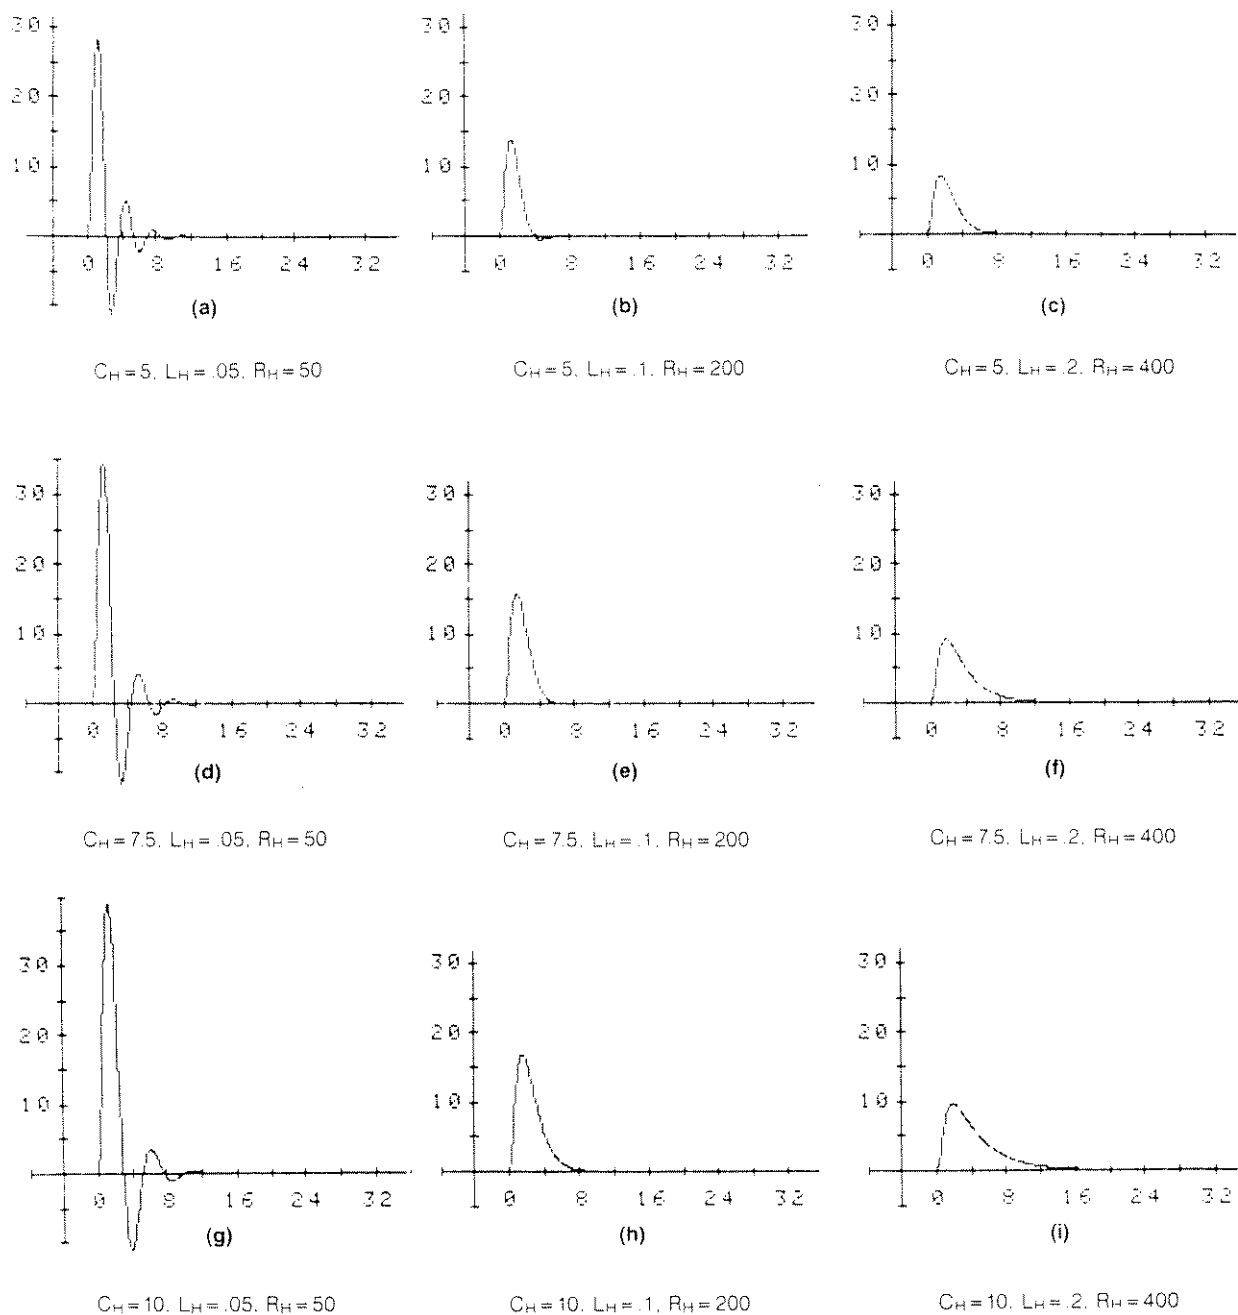 30 30 30
20 20 20
10 10 10
0 8 16 24 32 0 8 16 24 32 0 8 16 24 32
(a) (b) (c)
CH=5, LH=.05, RH=50 CH=5, LH=.1, RH=200 CH=5, LH=.2, RH=400
30 30 30
20 20 20
10 10 10
0 8 16 24 32 0 8 16 24 32 0 8 16 24 32
(d) (e) (f)
CH=7.5, LH=.05, RH=50 CH=7.5, LH=.1, RH=200 CH=7.5, LH=.2, RH=400
30 30 30
20 20 20
10 10 10
0 8 16 24 32 0 8 16 24 32 0 8 16 24 32
(g) (h) (i)
CH=10, LH=.05, RH=50 CH=10, LH=.1, RH=200 CH=10, LH=.2, RH=400